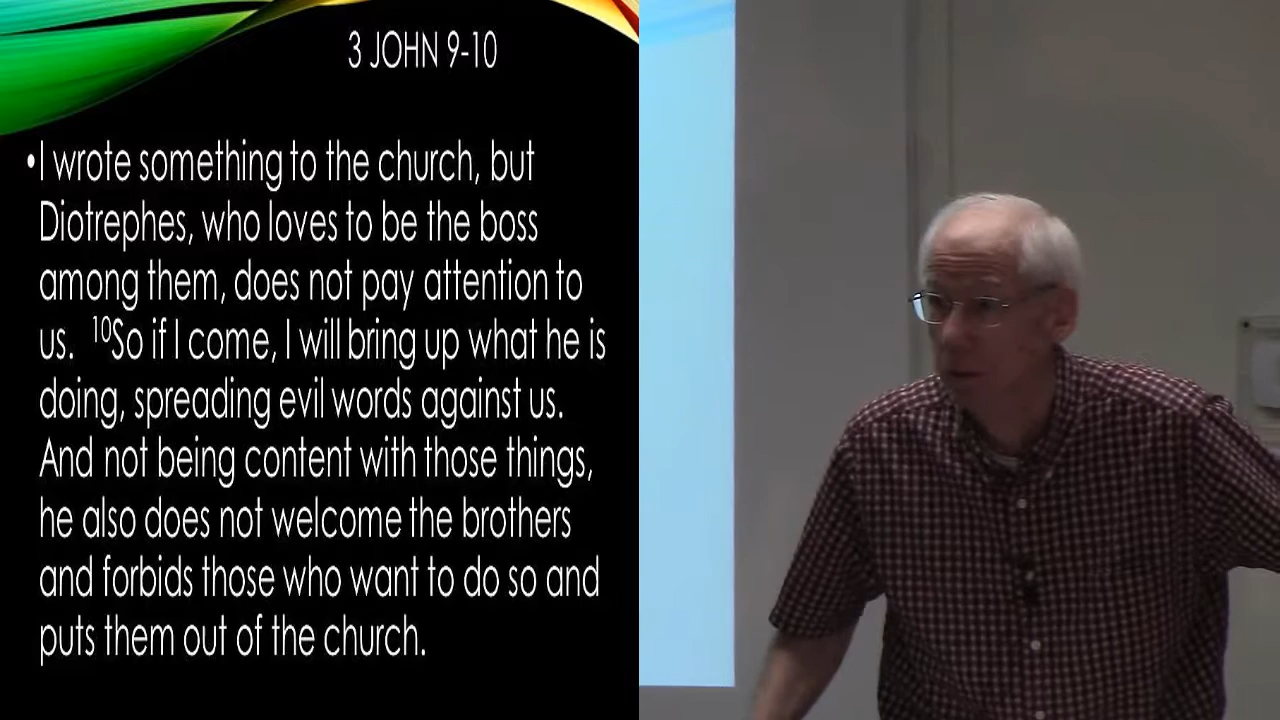 3 JOHN 9-10
•I wrote something to the church, but
Diotrephes, who loves to be the boss
among them, does not pay attention to
us. ¹⁰So if I come, I will bring up what he is
doing, spreading evil words against us.
And not being content with those things,
he also does not welcome the brothers
and forbids those who want to do so and
puts them out of the church.